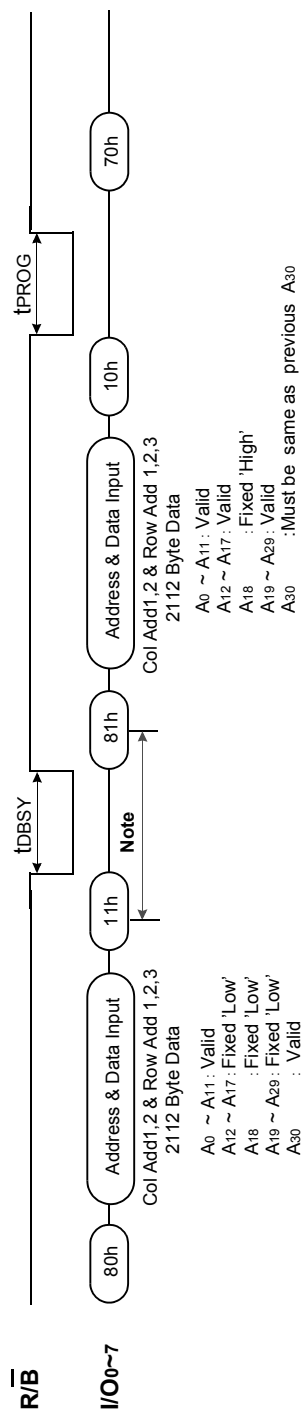 R/B
tDBSY
tPROG
I/O0~7
80h
Address & Data Input
11h
81h
Address & Data Input
10h
70h
Note
Col Add1,2 & Row Add 1,2,3
2112 Byte Data
A0 ~ A11 : Valid
A12 ~ A17 : Fixed 'Low'
A18 : Fixed 'Low'
A19 ~ A29 : Fixed 'Low'
A30 : Valid
Col Add1,2 & Row Add 1,2,3
2112 Byte Data
A0 ~ A11 : Valid
A12 ~ A17 : Valid
A18 : Fixed 'High'
A19 ~ A29 : Valid
A30 :Must be same as previous A30